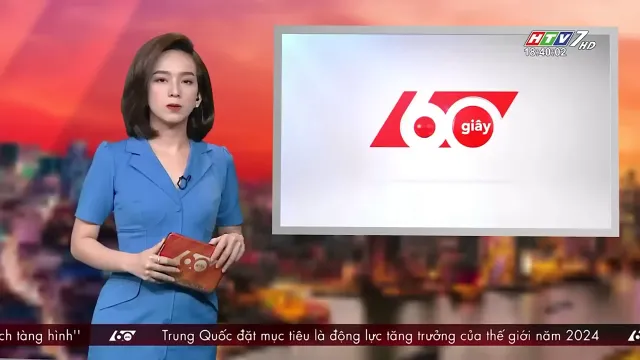 HTV7 HD
18:40:02
60 giây
ch tàng hình'' 60 Trung Quốc đặt mục tiêu là động lực tăng trưởng của thế giới năm 2024